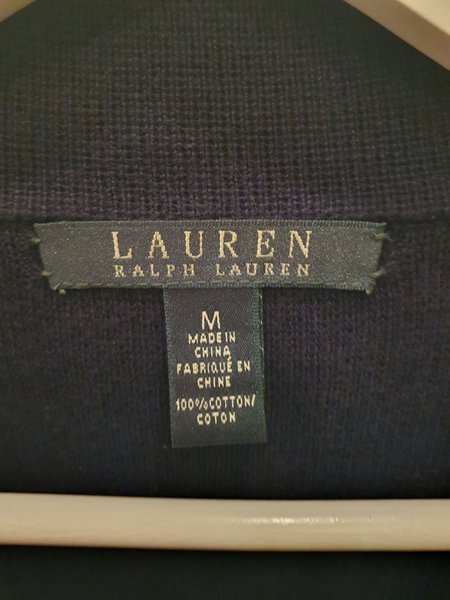 LAUREN
RALPH LAUREN
M
MADE IN
CHINA
FABRIQUÉ EN
CHINE
100%COTTON/
COTON